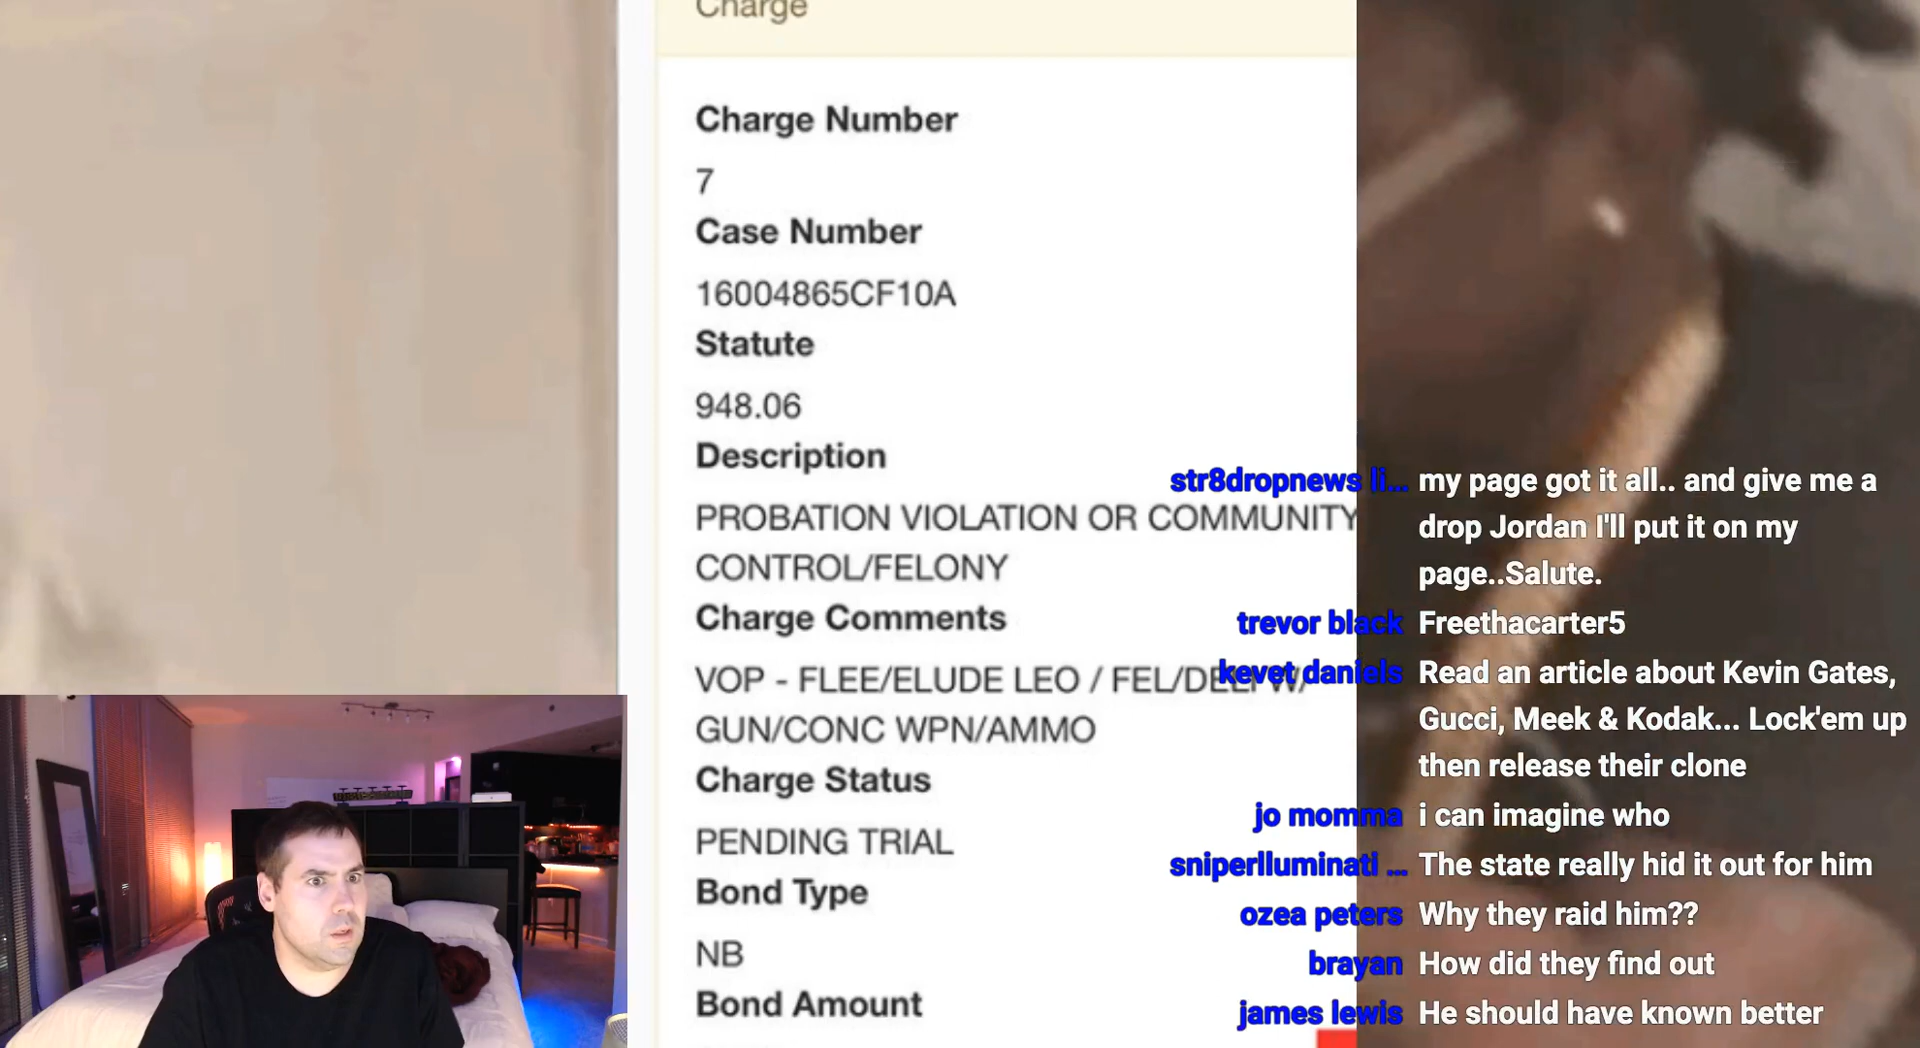 Charge
Charge Number
7
Case Number
16004865CF10A
Statute
948.06
Description
PROBATION VIOLATION OR COMMUNITY
CONTROL/FELONY
Charge Comments
VOP - FLEE/ELUDE LEO / FEL/DELI W/
GUN/CONC WPN/AMMO
Charge Status
PENDING TRIAL
Bond Type
NB
Bond Amount
str8dropnews li... my page got it all.. and give me a
drop Jordan I'll put it on my
page..Salute.
trevor black Freethacarter5
kevet daniels Read an article about Kevin Gates,
Gucci, Meek & Kodak... Lock'em up
then release their clone
jo momma i can imagine who
sniperlluminati ... The state really hid it out for him
ozea peters Why they raid him??
brayan How did they find out
james lewis He should have known better